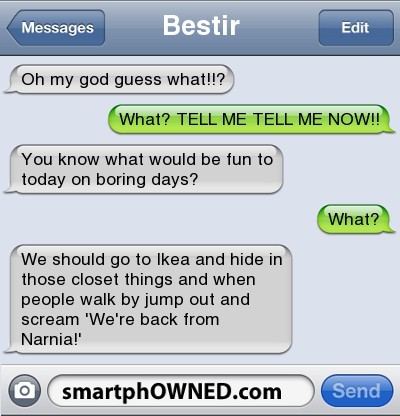 Messages
Bestir
Edit
Oh my god guess what!!?
What? TELL ME TELL ME NOW!!
You know what would be fun to
today on boring days?
What?
We should go to Ikea and hide in
those closet things and when
people walk by jump out and
scream 'We're back from
Narnia!'
smartphOWNED.com
Send